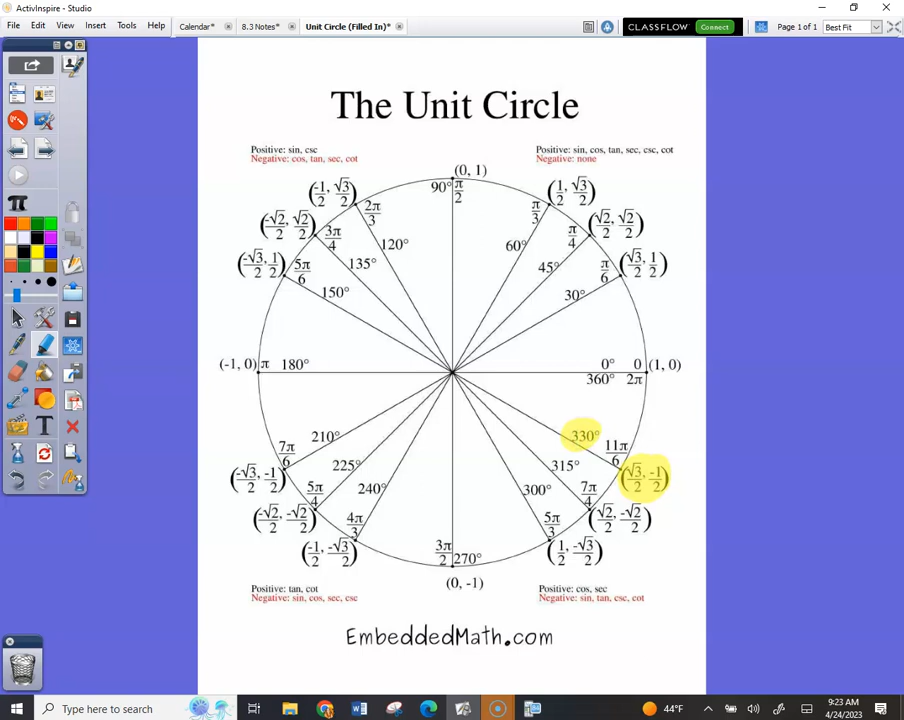 ActivInspire - Studio
File Edit View Insert Tools Help
Calendar*
8.3 Notes*
Unit Circle (Filled In)*
CLASSFLOW Connect
Page 1 of 1
Best Fit
The Unit Circle
Positive: sin, csc
Negative: cos, tan, sec, cot
Positive: sin, cos, tan, sec, csc, cot
Negative: none
(0, 1)
90° π/2
(-1/2, √3/2) 2π/3 120°
(-√2/2, √2/2) 3π/4 135°
(-√3/2, 1/2) 5π/6 150°
(1/2, √3/2) π/3 60°
(√2/2, √2/2) π/4 45°
(√3/2, 1/2) π/6 30°
(-1, 0) π 180°
0° 0 (1, 0)
360° 2π
210° 7π/6 (-√3/2, -1/2)
225° 5π/4 (-√2/2, -√2/2)
240° 4π/3 (-1/2, -√3/2)
330° 11π/6 (√3/2, -1/2)
315° 7π/4 (√2/2, -√2/2)
300° 5π/3 (1/2, -√3/2)
3π/2 270°
(0, -1)
Positive: tan, cot
Negative: sin, cos, sec, csc
Positive: cos, sec
Negative: sin, tan, csc, cot
EmbeddedMath.com
Type here to search
44°F
9:23 AM
4/24/2023